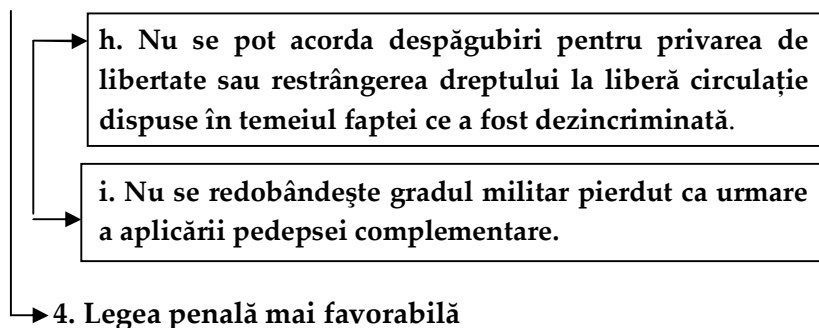 h. Nu se pot acorda despăgubiri pentru privarea de
libertate sau restrângerea dreptului la liberă circulație
dispuse în temeiul faptei ce a fost dezincriminată.
i. Nu se redobândeşte gradul militar pierdut ca urmare
a aplicării pedepsei complementare.
4. Legea penală mai favorabilă